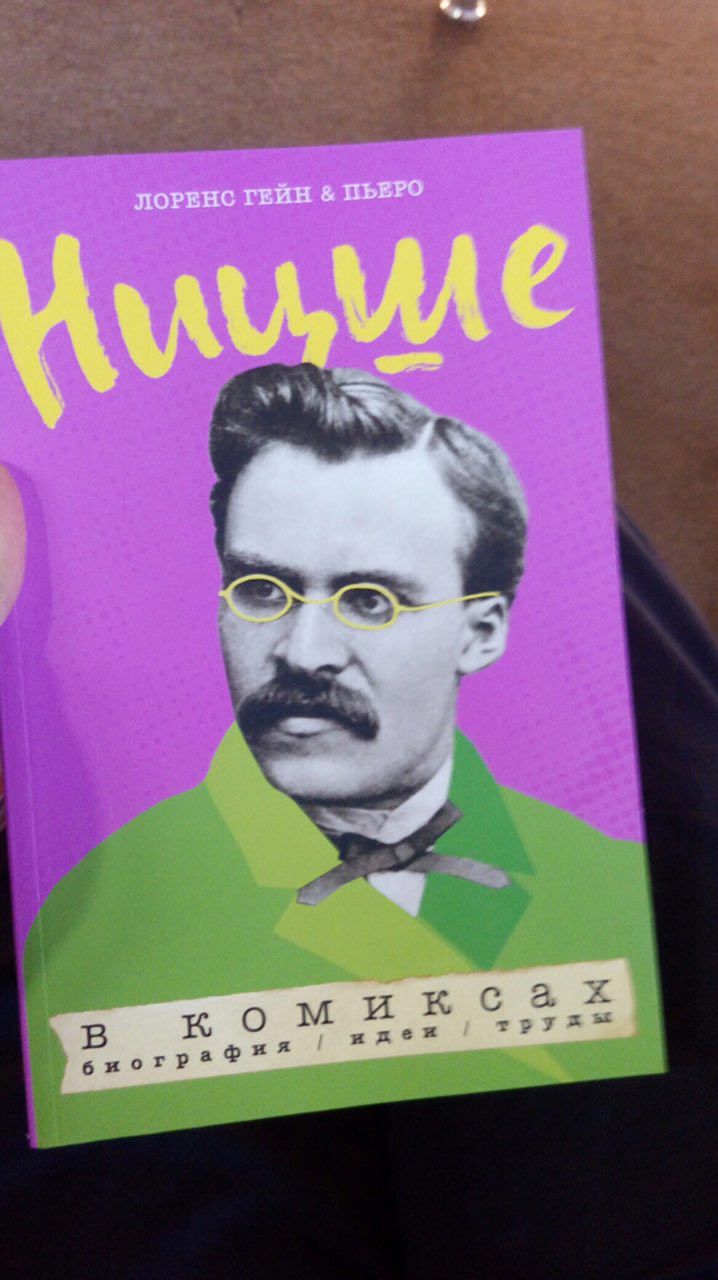 ЛОРЕНС ГЕЙН & ПЬЕРО
Ницше
в комиксах
биография / идеи / труды